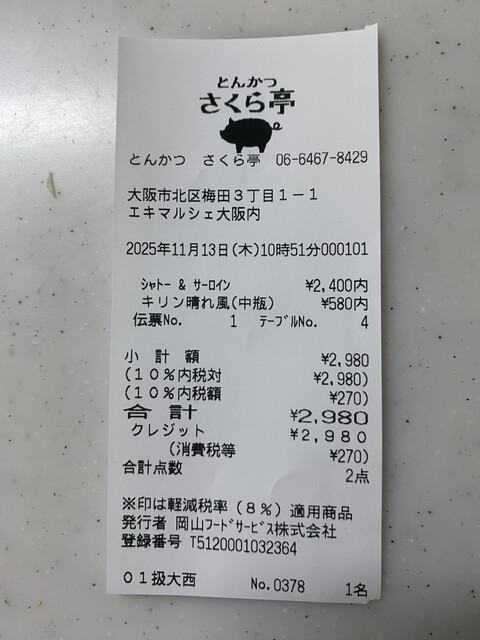 とんかつ
さくら亭
とんかつ さくら亭 06-6467-8429
大阪市北区梅田3丁目1-1
エキマルシェ大阪内
2025年11月13日(木)10時51分000101
ｼｬﾄー & ｻｰﾛｲﾝ ¥2,400内
キリン晴れ風(中瓶) ¥580内
伝票No. 1 ﾃｰﾌﾞﾙNo. 4
小 計 額 ¥2,980
(10%内税対 ¥2,980)
(10%内税額 ¥270)
合 計 ¥2,980
クレジット ¥2,980
(消費税等 ¥270)
合計点数 2点
※印は軽減税率(8%)適用商品
発行者 岡山ﾌｰﾄﾞｻｰﾋﾞｽ株式会社
登録番号 T5120001032364
01扱大西 No.0378 1名